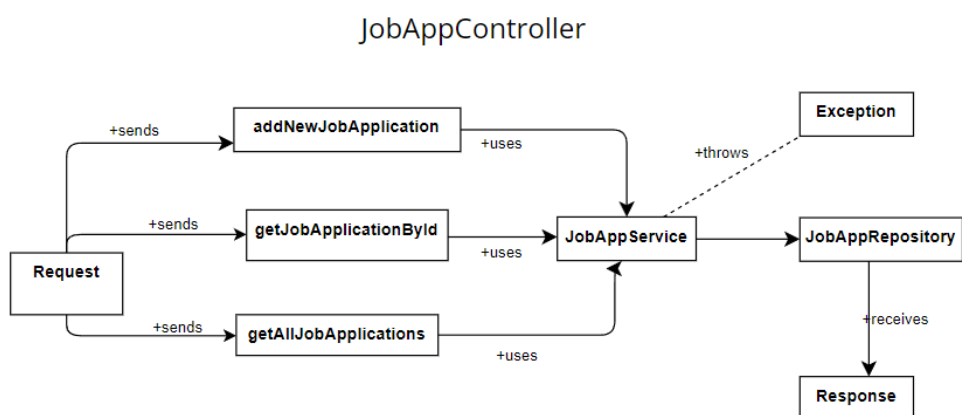 JobAppController
Exception
+sends
addNewJobApplication
+uses
+throws
+sends
getJobApplicationById
+uses
JobAppService
JobAppRepository
Request
+sends
getAllJobApplications
+uses
+receives
Response